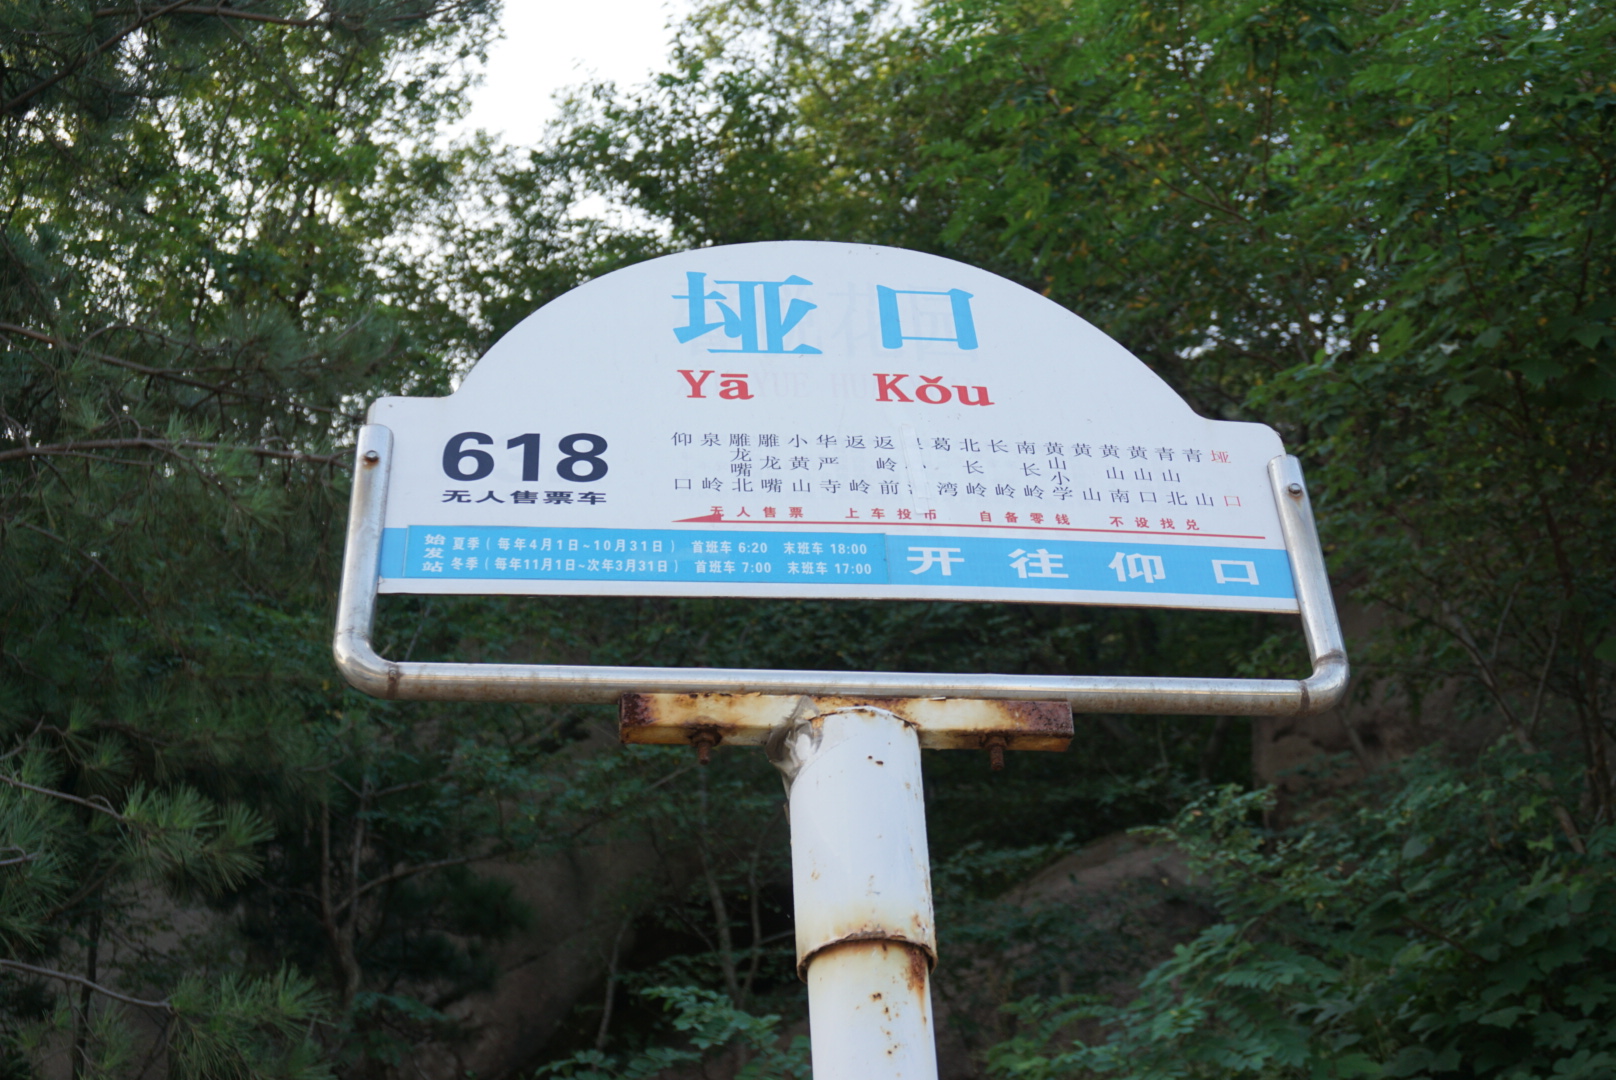 垭口
Yā Kǒu
618
无人售票车
仰口
泉岭
雕龙嘴北
雕龙嘴
小黄山
华严寺
返岭
返岭前
葛湾
北长岭
长岭
南长岭
黄山小学
黄山
黄山南
黄山口
青山北
青山
垭口
无人售票 上车投币 自备零钱 不设找兑
始发站
夏季（每年4月1日~10月31日） 首班车 6:20 末班车 18:00
冬季（每年11月1日~次年3月31日） 首班车 7:00 末班车 17:00
开往仰口